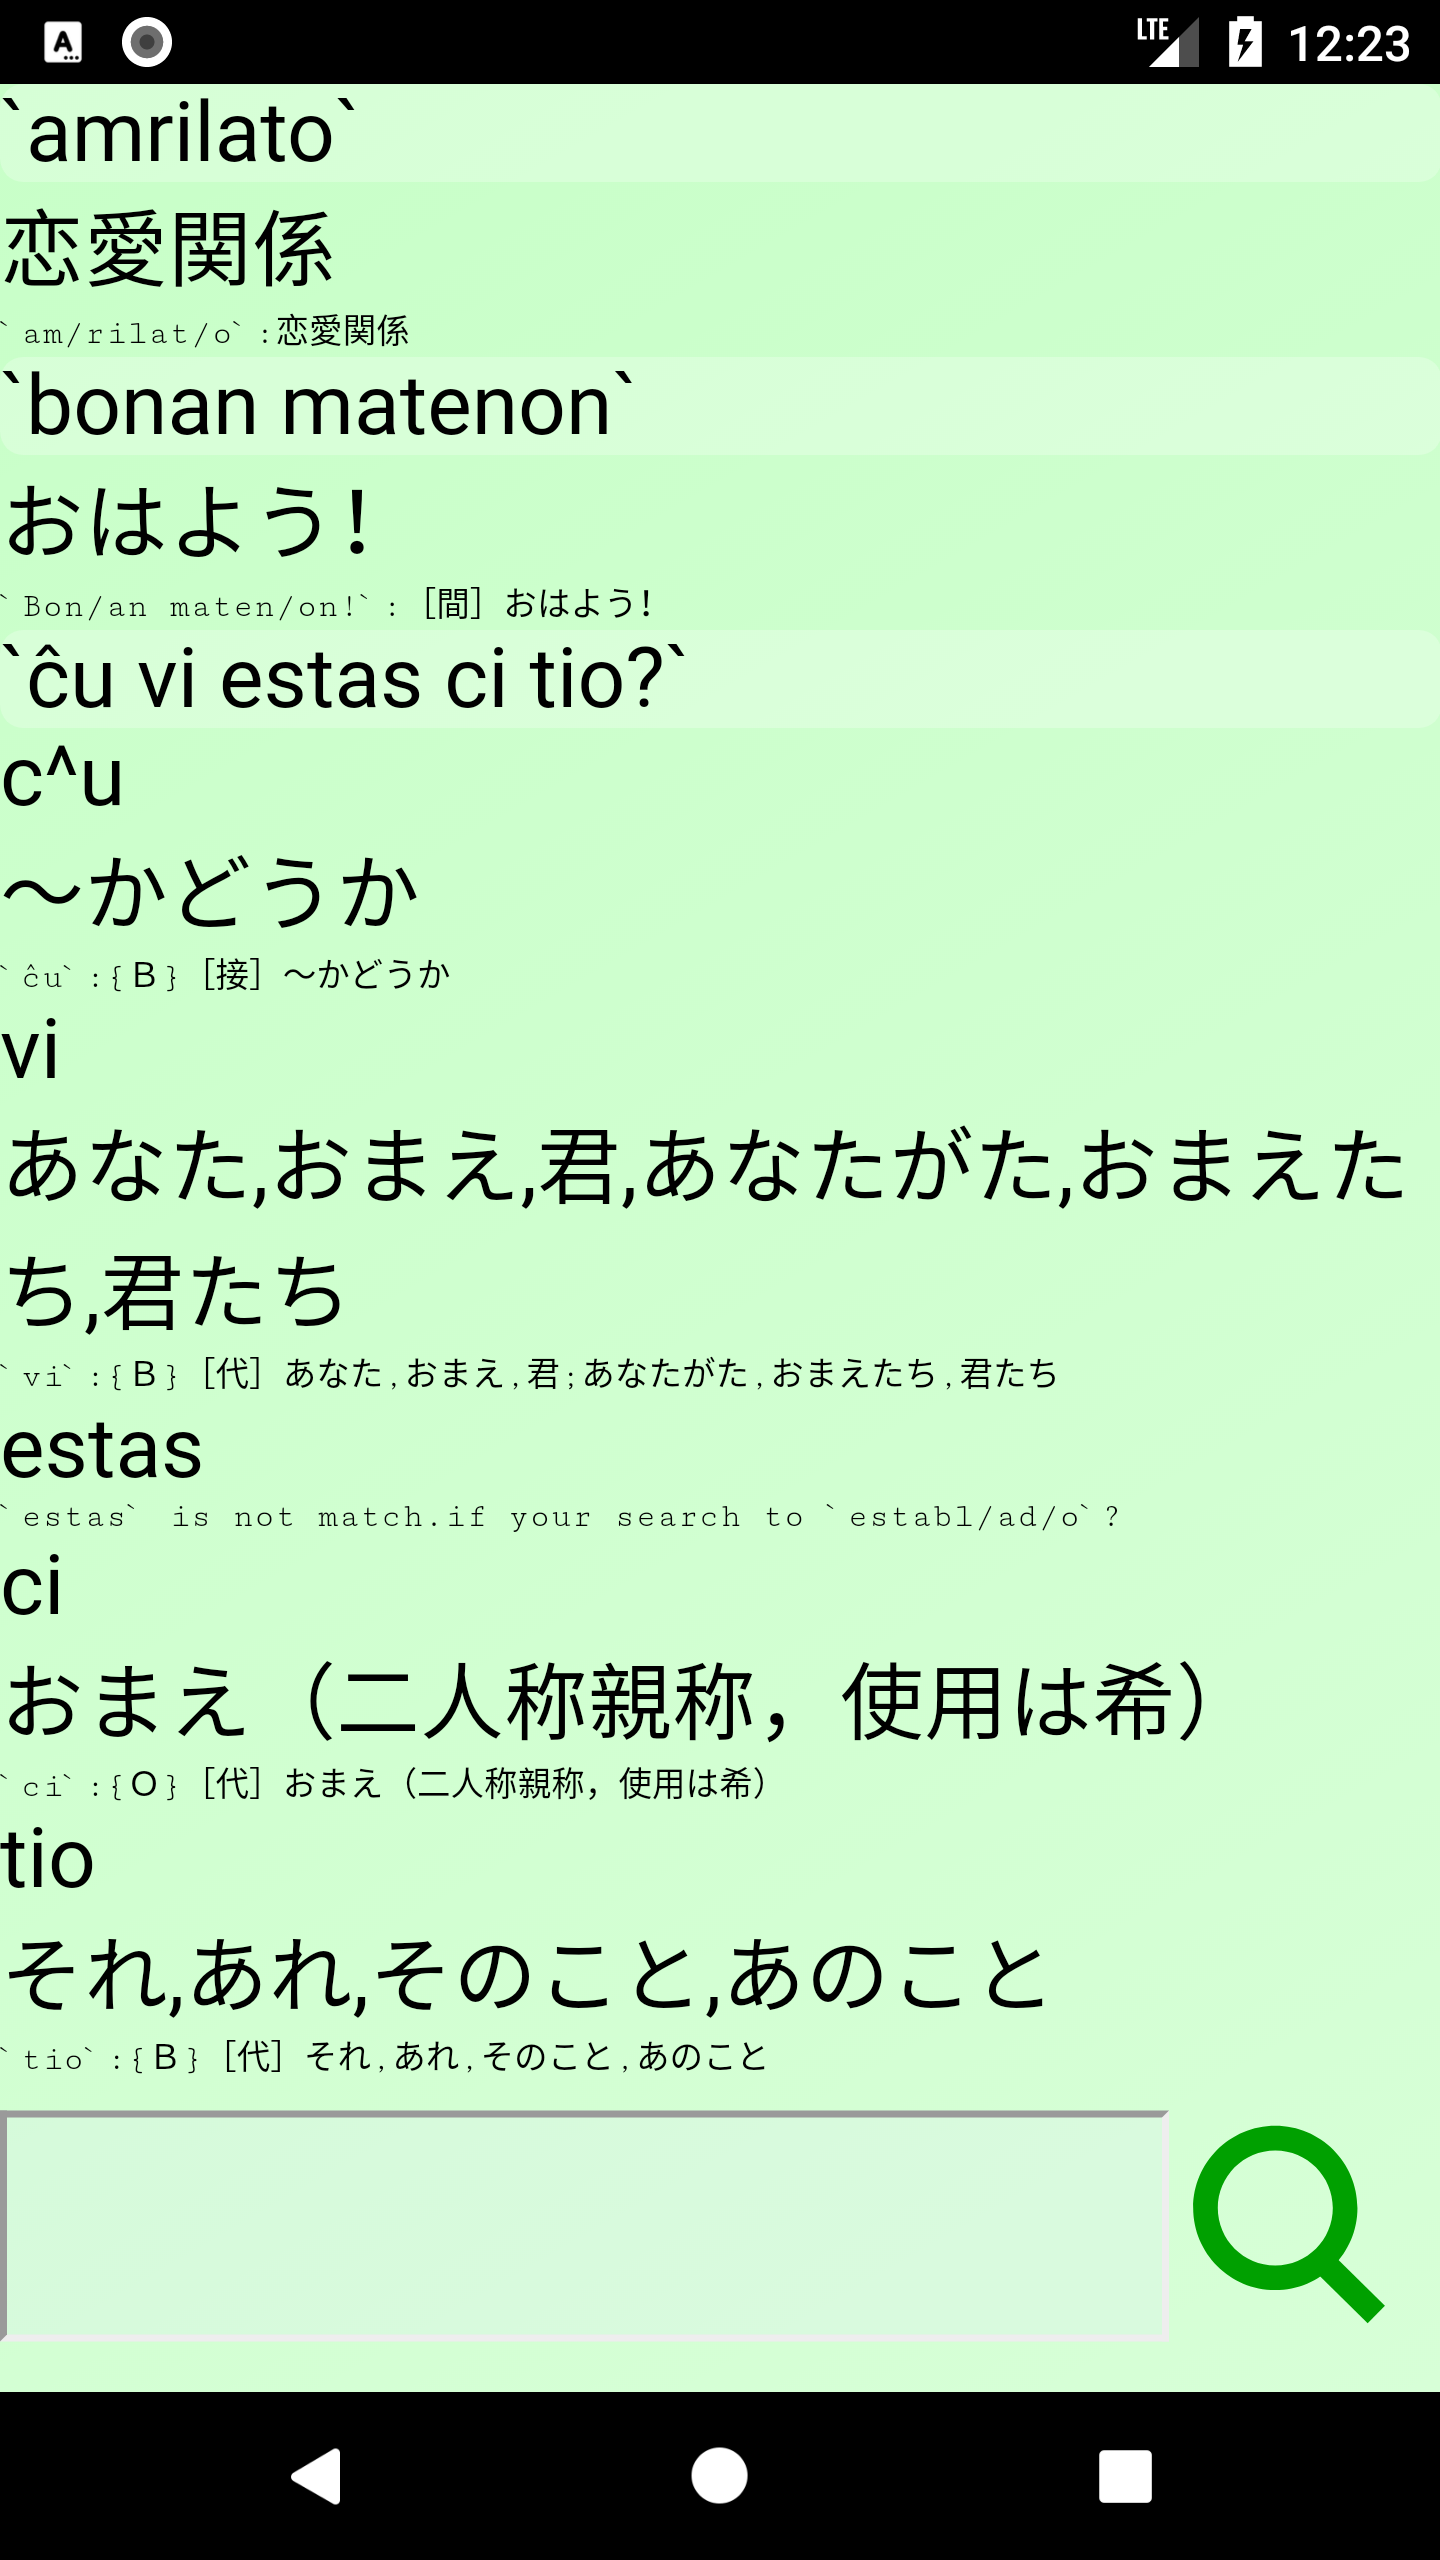 LTE 12:23
`amrilato`
恋愛関係
`am/rilat/o`:恋愛関係
`bonan matenon`
おはよう！
`Bon/an maten/on!`:［間］おはよう！
`ĉu vi estas ci tio?`
c^u
〜かどうか
`ĉu`:{Ｂ}［接］〜かどうか
vi
あなた,おまえ,君,あなたがた,おまえた
ち,君たち
`vi`:{Ｂ}［代］あなた,おまえ,君;あなたがた,おまえたち,君たち
estas
`estas` is not match.if your search to `establ/ad/o`?
ci
おまえ（二人称親称，使用は希）
`ci`:{Ｏ}［代］おまえ（二人称親称，使用は希）
tio
それ,あれ,そのこと,あのこと
`tio`:{Ｂ}［代］それ,あれ,そのこと,あのこと